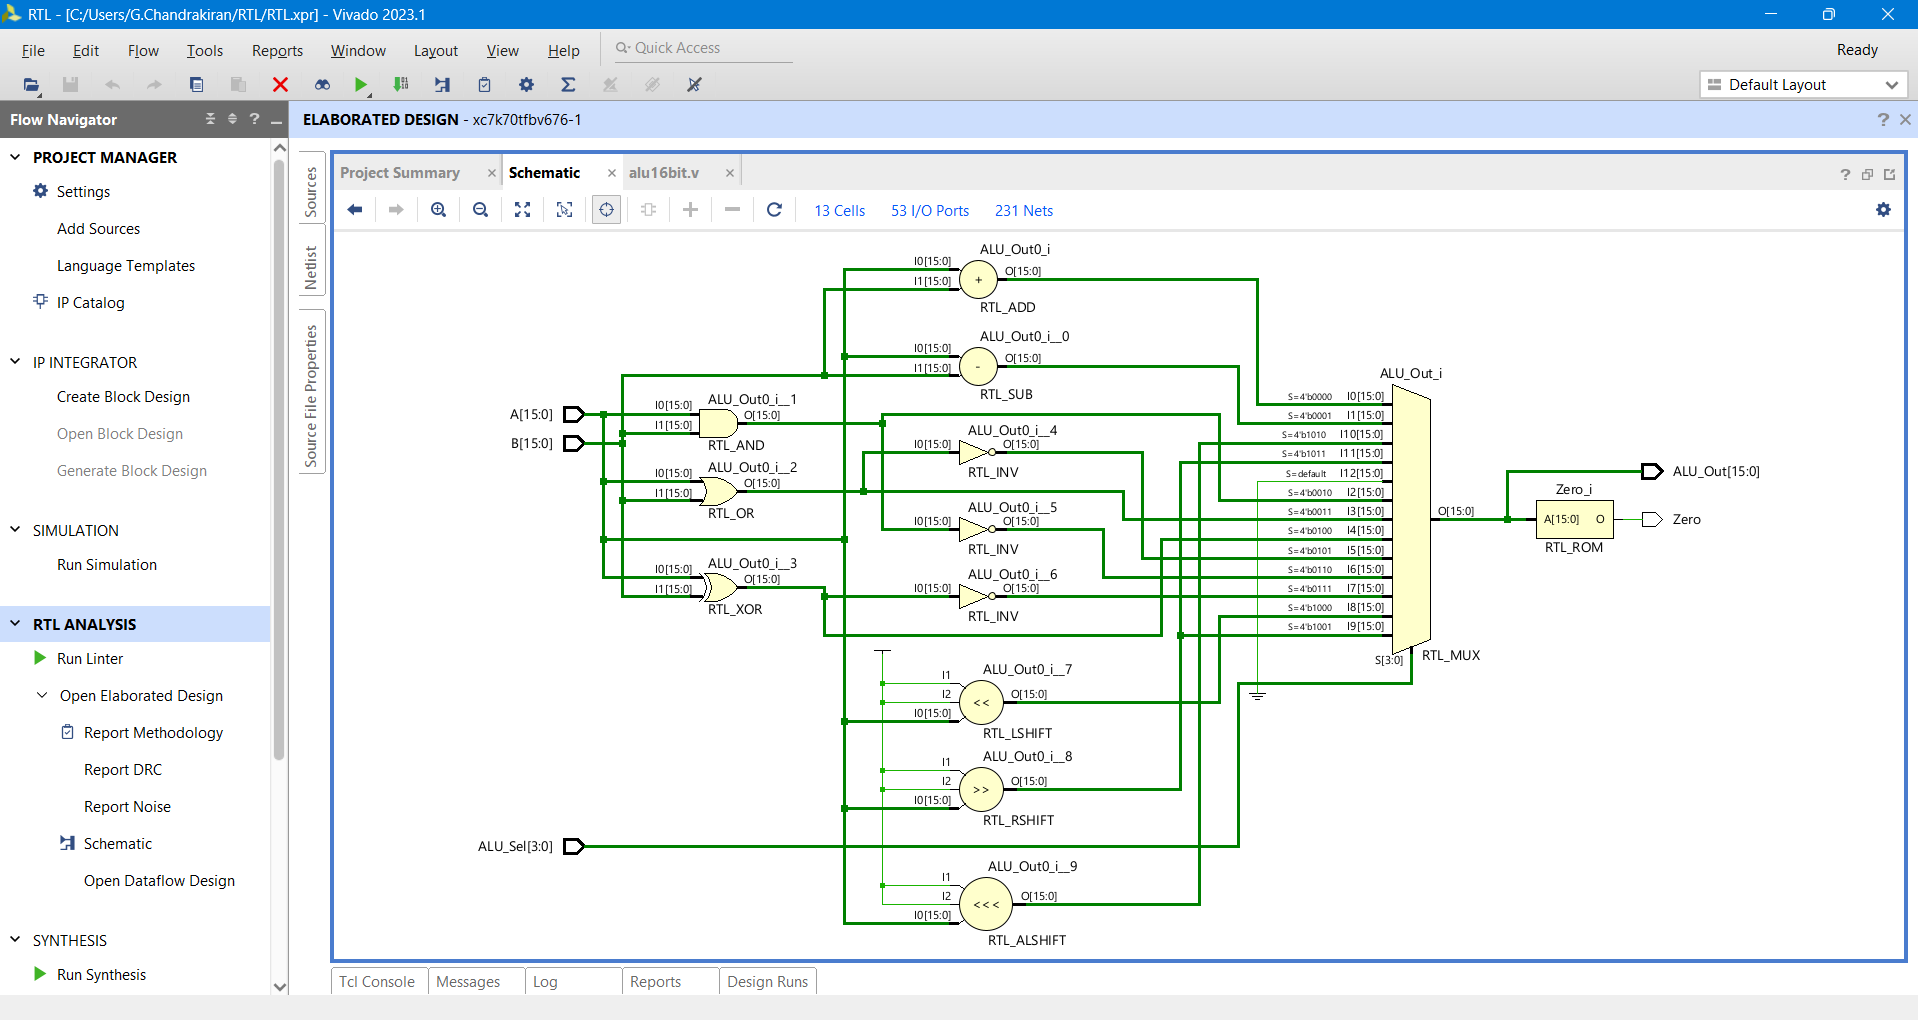 RTL - [C:/Users/G.Chandrakiran/RTL/RTL.xpr] - Vivado 2023.1
File Edit Flow Tools Reports Window Layout View Help Quick Access Ready
Default Layout
Flow Navigator
ELABORATED DESIGN - xc7k70tfbv676-1
PROJECT MANAGER
Settings
Add Sources
Language Templates
IP Catalog
IP INTEGRATOR
Create Block Design
Open Block Design
Generate Block Design
SIMULATION
Run Simulation
RTL ANALYSIS
Run Linter
Open Elaborated Design
Report Methodology
Report DRC
Report Noise
Schematic
Open Dataflow Design
SYNTHESIS
Run Synthesis
Sources
Netlist
Source File Properties
Project Summary Schematic alu16bit.v
13 Cells 53 I/O Ports 231 Nets
A[15:0]
B[15:0]
ALU_Sel[3:0]
ALU_Out0_i
I0[15:0]
I1[15:0]
+
O[15:0]
RTL_ADD
ALU_Out0_i__0
I0[15:0]
I1[15:0]
-
O[15:0]
RTL_SUB
ALU_Out0_i__1
I0[15:0]
I1[15:0]
O[15:0]
RTL_AND
ALU_Out0_i__2
I0[15:0]
I1[15:0]
O[15:0]
RTL_OR
ALU_Out0_i__3
I0[15:0]
I1[15:0]
O[15:0]
RTL_XOR
ALU_Out0_i__4
I0[15:0]
O[15:0]
RTL_INV
ALU_Out0_i__5
I0[15:0]
O[15:0]
RTL_INV
ALU_Out0_i__6
I0[15:0]
O[15:0]
RTL_INV
ALU_Out0_i__7
I1
I2
I0[15:0]
<<
O[15:0]
RTL_LSHIFT
ALU_Out0_i__8
I1
I2
I0[15:0]
>>
O[15:0]
RTL_RSHIFT
ALU_Out0_i__9
I1
I2
I0[15:0]
<<<
O[15:0]
RTL_ALSHIFT
ALU_Out_i
S=4'b0000 I0[15:0]
S=4'b0001 I1[15:0]
S=4'b1010 I10[15:0]
S=4'b1011 I11[15:0]
S=default I12[15:0]
S=4'b0010 I2[15:0]
S=4'b0011 I3[15:0]
S=4'b0100 I4[15:0]
S=4'b0101 I5[15:0]
S=4'b0110 I6[15:0]
S=4'b0111 I7[15:0]
S=4'b1000 I8[15:0]
S=4'b1001 I9[15:0]
S[3:0]
O[15:0]
RTL_MUX
Zero_i
A[15:0] O
RTL_ROM
ALU_Out[15:0]
Zero
Tcl Console Messages Log Reports Design Runs